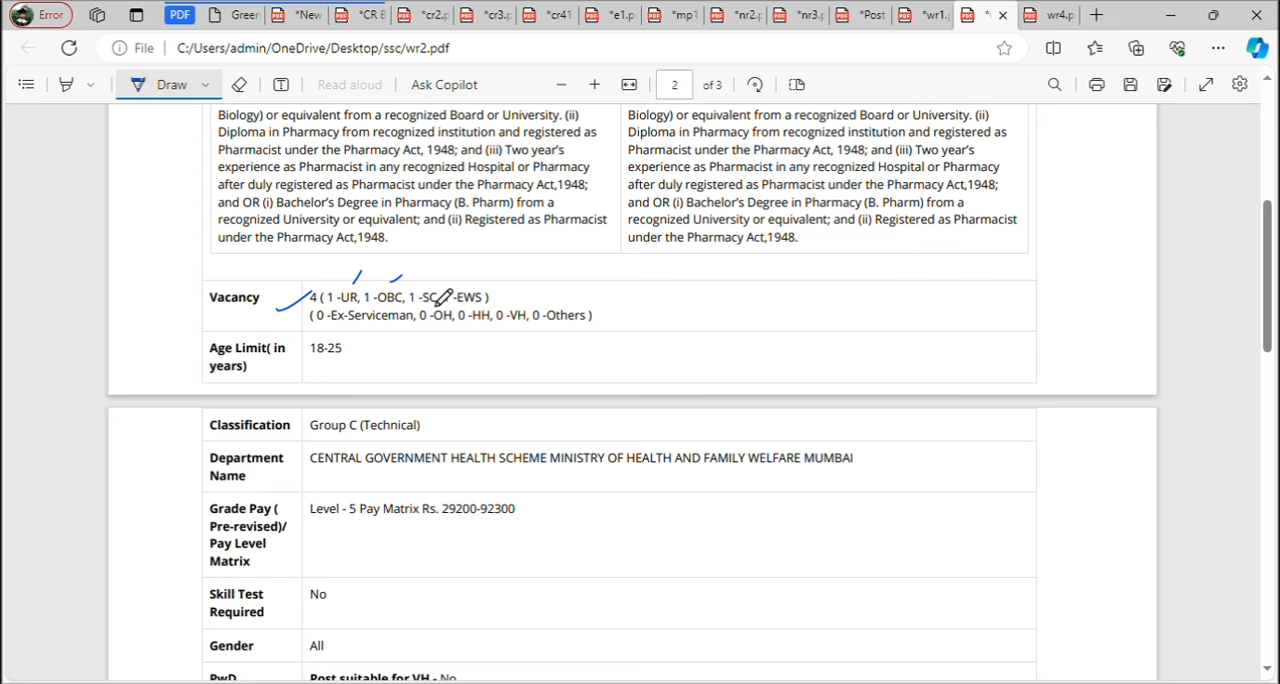 Error
PDF
Green
*New
*CR E
*cr2.p
*cr3.p
*cr41
*e1.p
*mp1
*nr2.p
*nr3.p
*Post
*wr1.
wr4.p
File
C:/Users/admin/OneDrive/Desktop/ssc/wr2.pdf
Draw
Read aloud
Ask Copilot
2 of 3
Biology) or equivalent from a recognized Board or University. (ii)
Diploma in Pharmacy from recognized institution and registered as
Pharmacist under the Pharmacy Act, 1948; and (iii) Two year's
experience as Pharmacist in any recognized Hospital or Pharmacy
after duly registered as Pharmacist under the Pharmacy Act,1948;
and OR (i) Bachelor's Degree in Pharmacy (B. Pharm) from a
recognized University or equivalent; and (ii) Registered as Pharmacist
under the Pharmacy Act,1948.
Biology) or equivalent from a recognized Board or University. (ii)
Diploma in Pharmacy from recognized institution and registered as
Pharmacist under the Pharmacy Act, 1948; and (iii) Two year's
experience as Pharmacist in any recognized Hospital or Pharmacy
after duly registered as Pharmacist under the Pharmacy Act,1948;
and OR (i) Bachelor's Degree in Pharmacy (B. Pharm) from a
recognized University or equivalent; and (ii) Registered as Pharmacist
under the Pharmacy Act,1948.
Vacancy
4 ( 1 -UR, 1 -OBC, 1 -SC, -EWS )
( 0 -Ex-Serviceman, 0 -OH, 0 -HH, 0 -VH, 0 -Others )
Age Limit( in
years)
18-25
Classification
Group C (Technical)
Department
Name
CENTRAL GOVERNMENT HEALTH SCHEME MINISTRY OF HEALTH AND FAMILY WELFARE MUMBAI
Grade Pay (
Pre-revised)/
Pay Level
Matrix
Level - 5 Pay Matrix Rs. 29200-92300
Skill Test
Required
No
Gender
All
PwD
Post suitable for VH - No